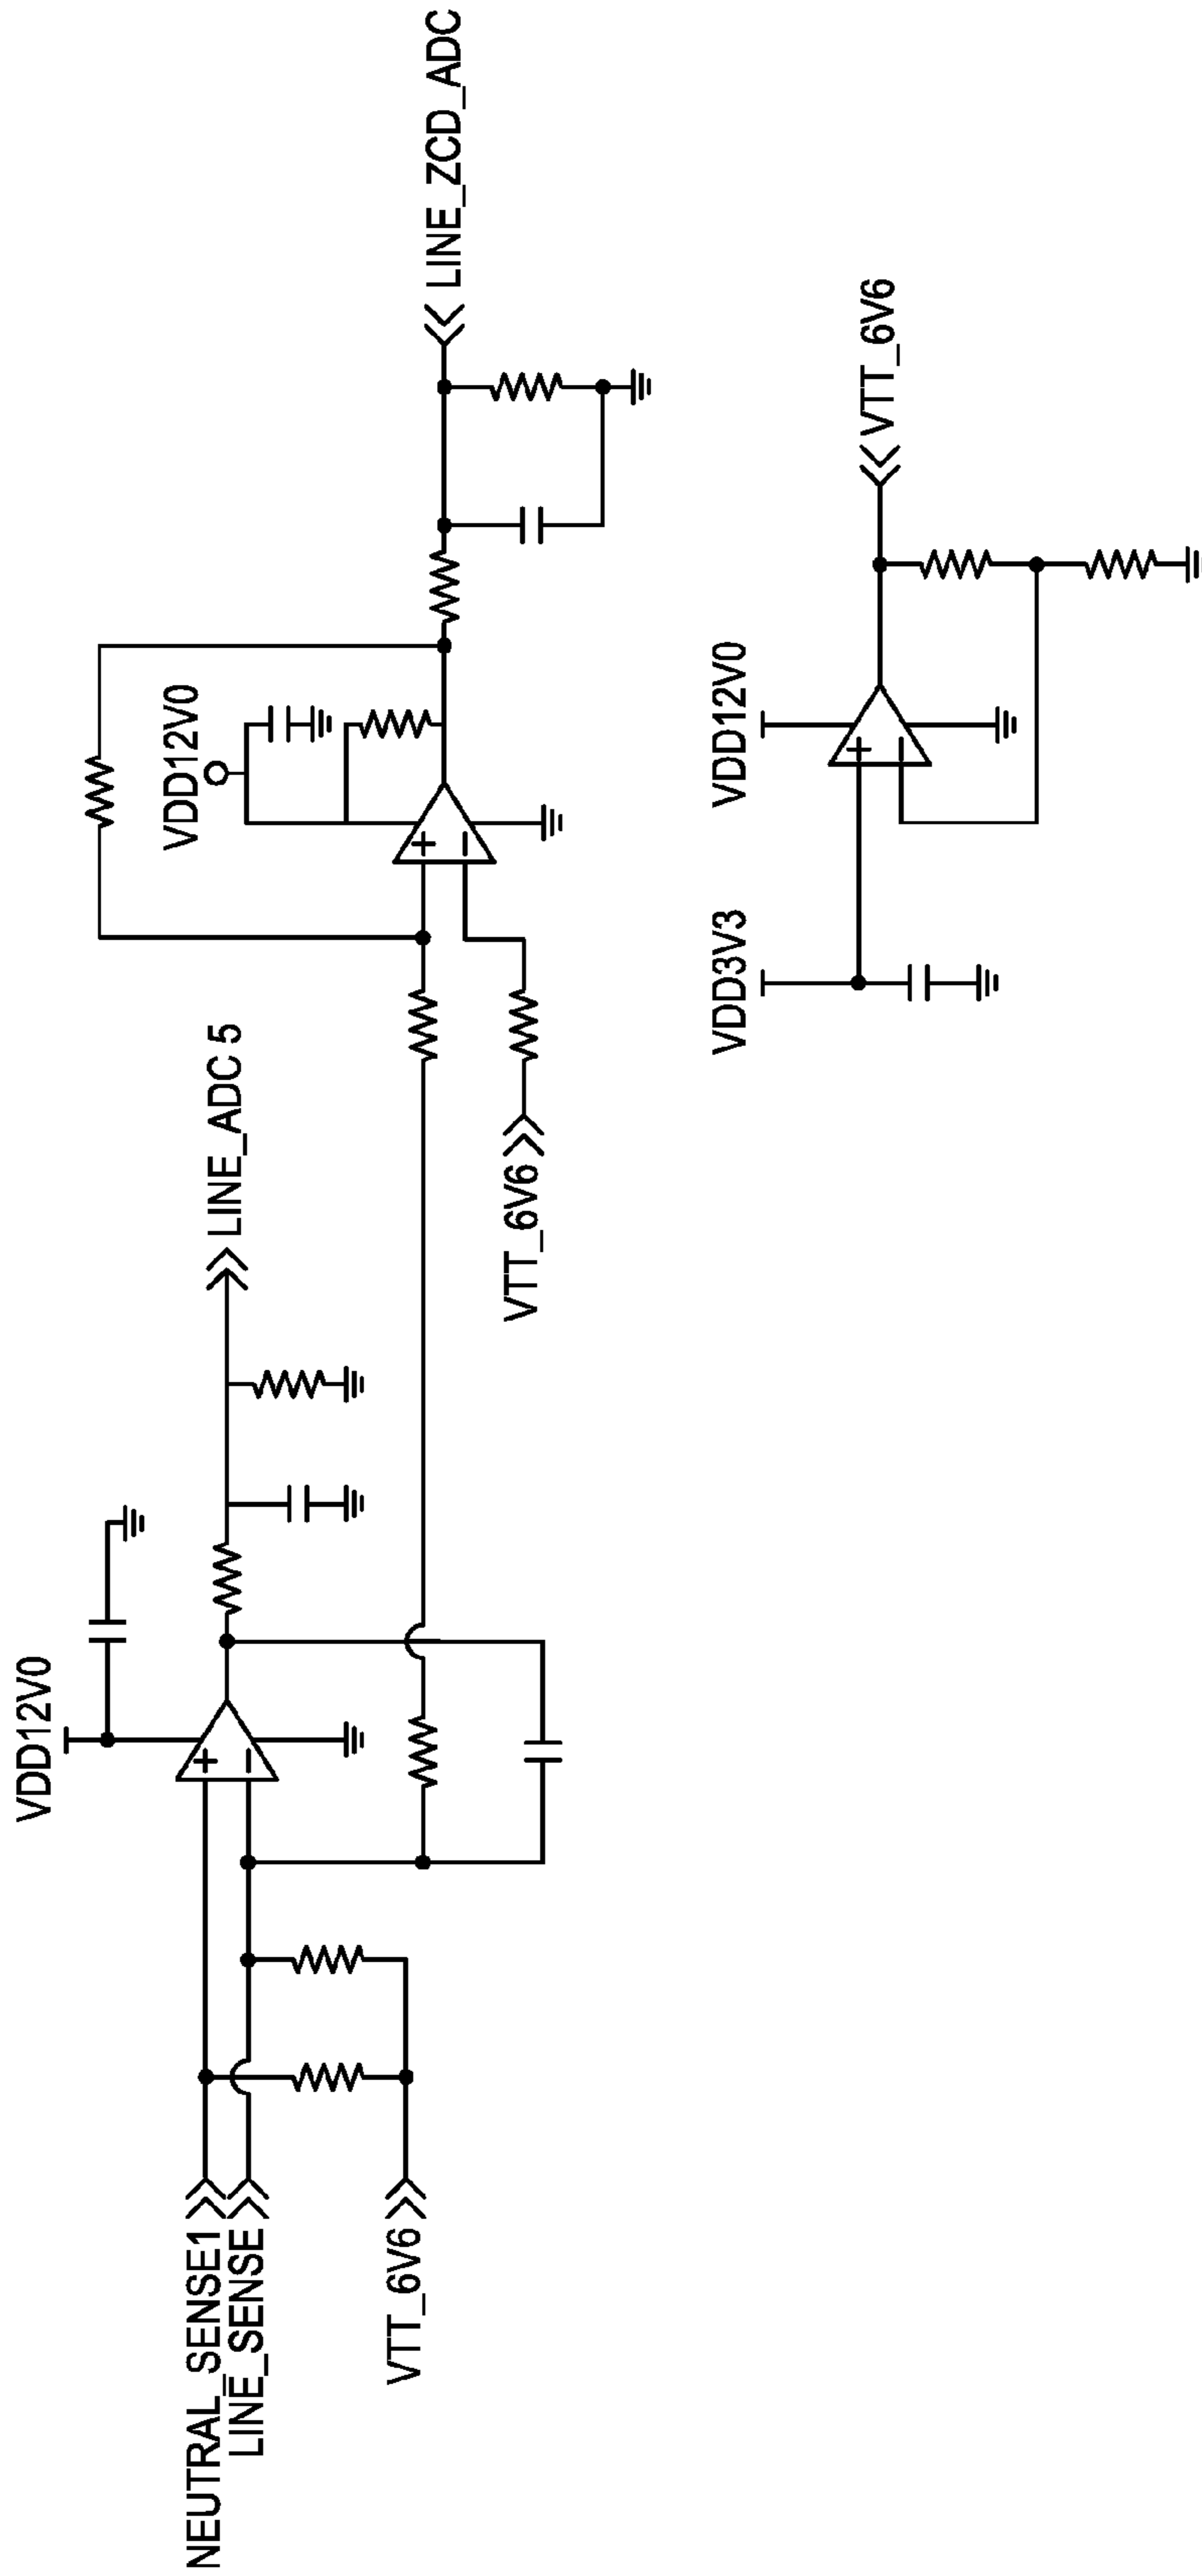 VDD12V0
NEUTRAL_SENSE1
LINE_SENSE
VTT_6V6
LINE_ADC 5
VDD12V0
VTT_6V6
LINE_ZCD_ADC
VDD3V3
VDD12V0
VTT_6V6